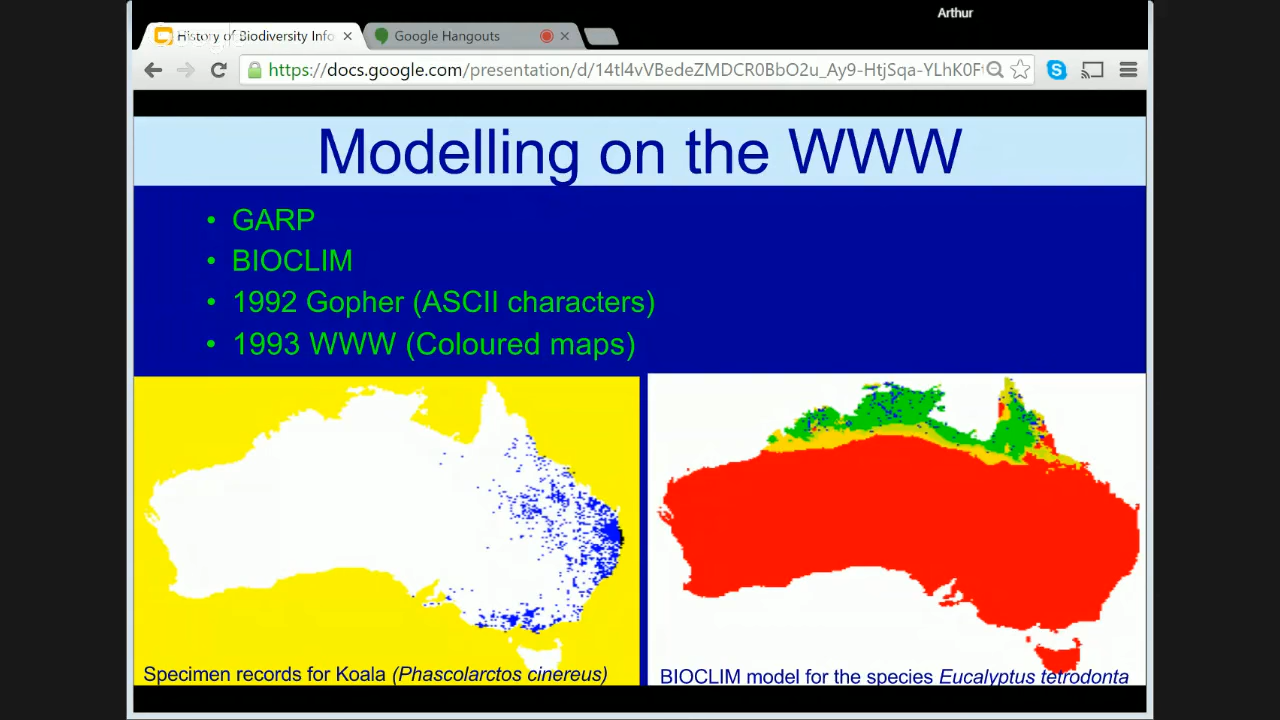 Arthur
History of Biodiversity Info
Google Hangouts
https://docs.google.com/presentation/d/14tl4vVBedeZMDCR0BbO2u_Ay9-HtjSqa-YLhK0F
Modelling on the WWW
• GARP
• BIOCLIM
• 1992 Gopher (ASCII characters)
• 1993 WWW (Coloured maps)
Specimen records for Koala (Phascolarctos cinereus)
BIOCLIM model for the species Eucalyptus tetrodonta